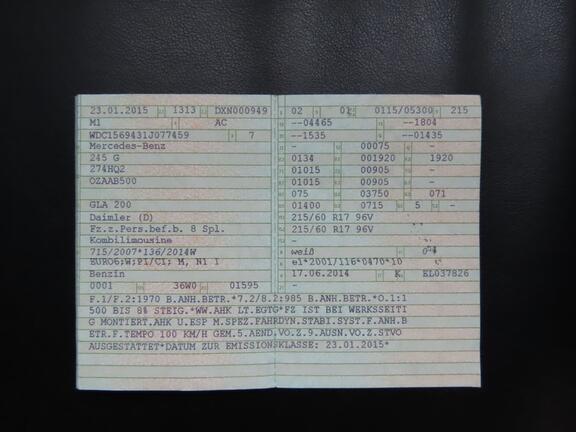 23.01.2015 1313 DXN000949
M1 AC
WDC1569431J077459 7
Mercedes-Benz
245 G
274HQ2
OZAAB500
GLA 200
Daimler (D)
Fz.z.Pers.bef.b. 8 Spl.
Kombilimousine
715/2007*136/2014W
EURO6;W;PI/CI; M, N1 I
Benzin
0001 36W0 01595 -
02 01 0115/05300 215
--04465 --1804
--1535 --01435
- 00075 -
0134 001920 1920
01015 00905 -
01015 00905 -
075 03750 071
01400 0715 5 -
215/60 R17 96V
215/60 R17 96V
-
weiß
e1*2001/116*0470*10
17.06.2014 K EL037826
-
F.1/F.2:1970 B.ANH.BETR.*7.2/8.2:985 B.ANH.BETR.*O.1:1
500 BIS 8% STEIG.*WW.AHK LT.EGTG*FZ IST BEI WERKSSEITI
G MONTIERT.AHK U.ESP M.SPEZ.FAHRDYN.STABI.SYST.F.ANH.B
ETR.F.TEMPO 100 KM/H GEM.5.AEND.VO.Z.9.AUSN.VO.Z.STVO
AUSGESTATTET*DATUM ZUR EMISSIONSKLASSE: 23.01.2015*